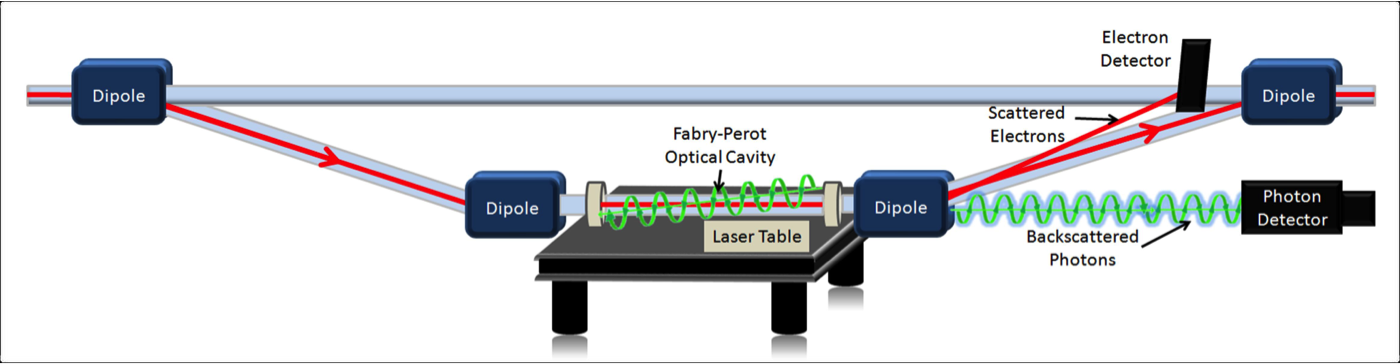 Electron
Detector
Dipole
Dipole
Scattered
Electrons
Fabry-Perot
Optical Cavity
Dipole
Dipole
Photon
Detector
Laser Table
Backscattered
Photons